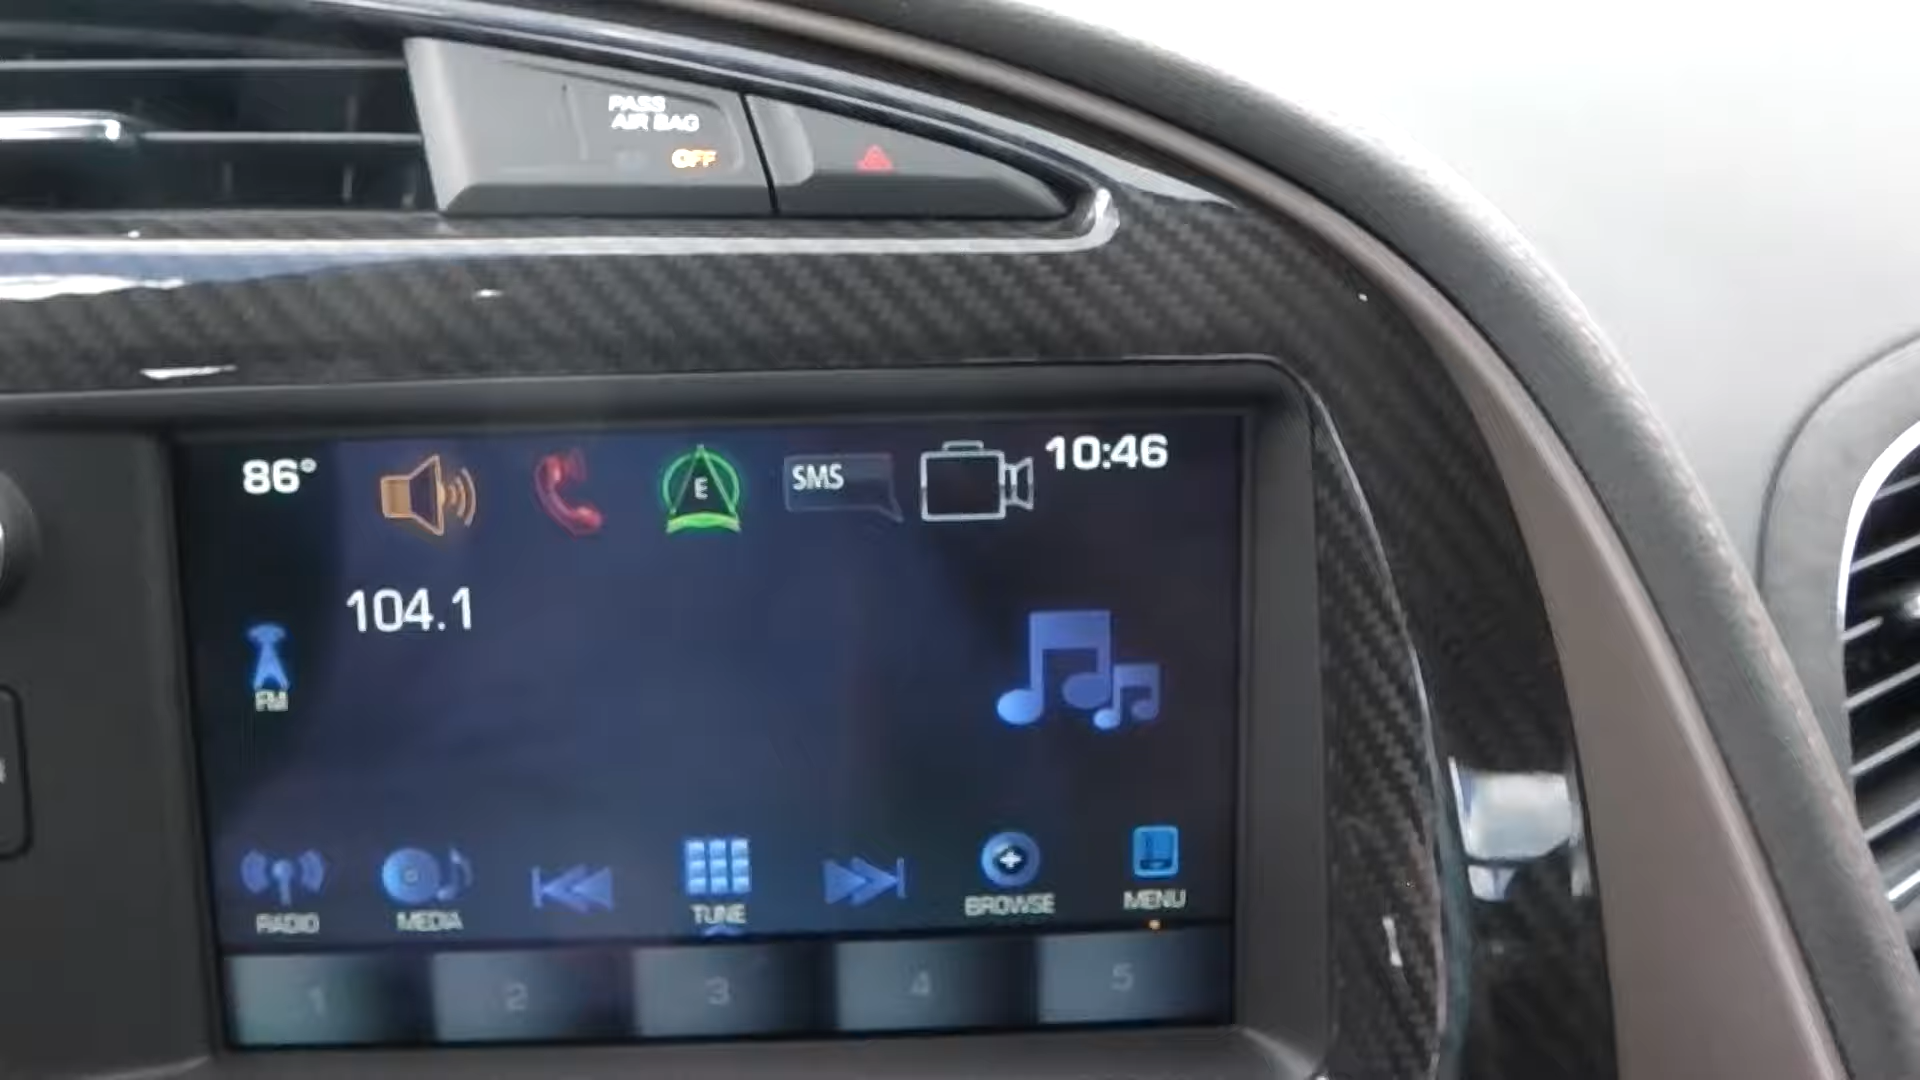 PASS
AIR BAG
OFF
86°
E
SMS
10:46
104.1
FM
RADIO
MEDIA
TUNE
BROWSE
MENU
1
2
3
4
5